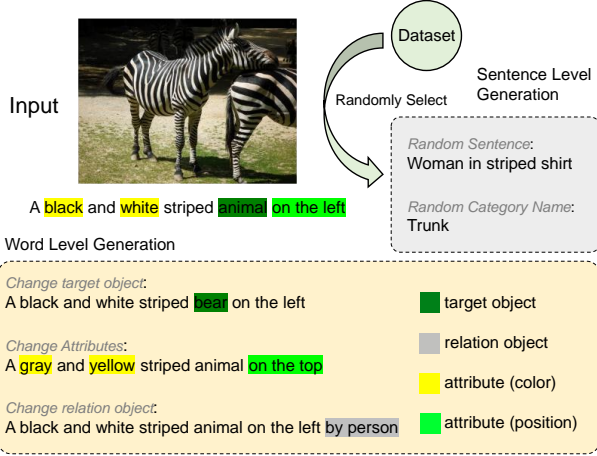 Dataset
Sentence Level
Generation
Input
Randomly Select
Random Sentence:
Woman in striped shirt
Random Category Name:
Trunk
A black and white striped animal on the left
Word Level Generation
Change target object:
A black and white striped bear on the left
Change Attributes:
A gray and yellow striped animal on the top
Change relation object:
A black and white striped animal on the left by person
target object
relation object
attribute (color)
attribute (position)